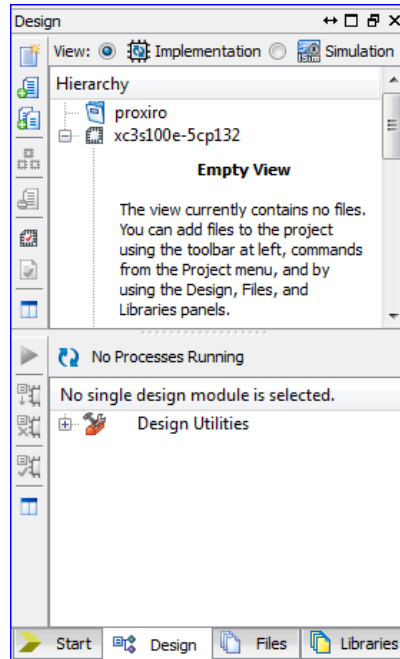 Design
View: Implementation Simulation
Hierarchy
proxiro
xc3s100e-5cp132
Empty View
The view currently contains no files.
You can add files to the project
using the toolbar at left, commands
from the Project menu, and by
using the Design, Files, and
Libraries panels.
No Processes Running
No single design module is selected.
Design Utilities
Start Design Files Libraries